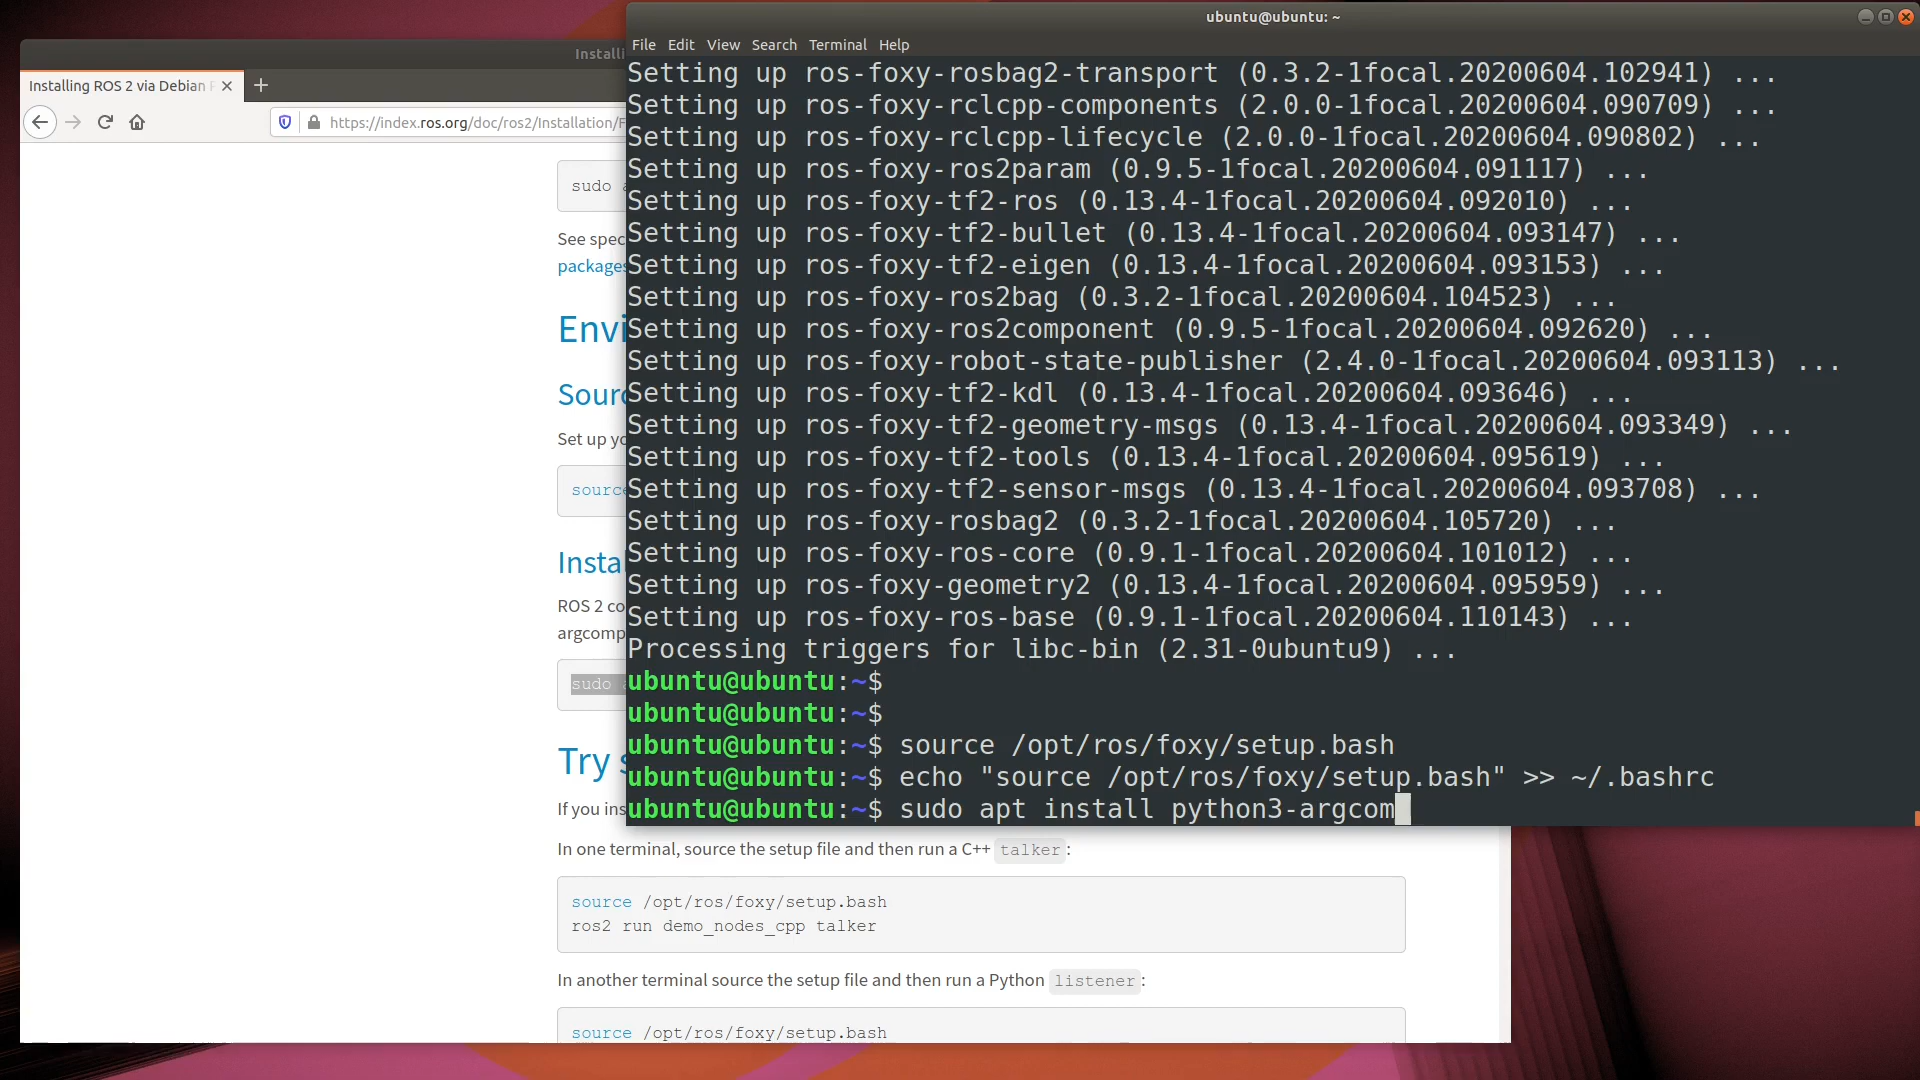 ubuntu@ubuntu: ~
File Edit View Search Terminal Help
Setting up ros-foxy-rosbag2-transport (0.3.2-1focal.20200604.102941) ...
Setting up ros-foxy-rclcpp-components (2.0.0-1focal.20200604.090709) ...
Setting up ros-foxy-rclcpp-lifecycle (2.0.0-1focal.20200604.090802) ...
Setting up ros-foxy-ros2param (0.9.5-1focal.20200604.091117) ...
Setting up ros-foxy-tf2-ros (0.13.4-1focal.20200604.092010) ...
Setting up ros-foxy-tf2-bullet (0.13.4-1focal.20200604.093147) ...
Setting up ros-foxy-tf2-eigen (0.13.4-1focal.20200604.093153) ...
Setting up ros-foxy-ros2bag (0.3.2-1focal.20200604.104523) ...
Setting up ros-foxy-ros2component (0.9.5-1focal.20200604.092620) ...
Setting up ros-foxy-robot-state-publisher (2.4.0-1focal.20200604.093113) ...
Setting up ros-foxy-tf2-kdl (0.13.4-1focal.20200604.093646) ...
Setting up ros-foxy-tf2-geometry-msgs (0.13.4-1focal.20200604.093349) ...
Setting up ros-foxy-tf2-tools (0.13.4-1focal.20200604.095619) ...
Setting up ros-foxy-tf2-sensor-msgs (0.13.4-1focal.20200604.093708) ...
Setting up ros-foxy-rosbag2 (0.3.2-1focal.20200604.105720) ...
Setting up ros-foxy-ros-core (0.9.1-1focal.20200604.101012) ...
Setting up ros-foxy-geometry2 (0.13.4-1focal.20200604.095959) ...
Setting up ros-foxy-ros-base (0.9.1-1focal.20200604.110143) ...
Processing triggers for libc-bin (2.31-0ubuntu9) ...
ubuntu@ubuntu:~$
ubuntu@ubuntu:~$
ubuntu@ubuntu:~$ source /opt/ros/foxy/setup.bash
ubuntu@ubuntu:~$ echo "source /opt/ros/foxy/setup.bash" >> ~/.bashrc
ubuntu@ubuntu:~$ sudo apt install python3-argcom
Installi
Installing ROS 2 via Debian
https://index.ros.org/doc/ros2/Installation/F
sudo a
See spec
packages
Envi
Sourc
Set up yo
source
Instal
ROS 2 co
argcomp
sudo a
Try s
If you ins
In one terminal, source the setup file and then run a C++ talker:
source /opt/ros/foxy/setup.bash
ros2 run demo_nodes_cpp talker
In another terminal source the setup file and then run a Python listener:
source /opt/ros/foxy/setup.bash